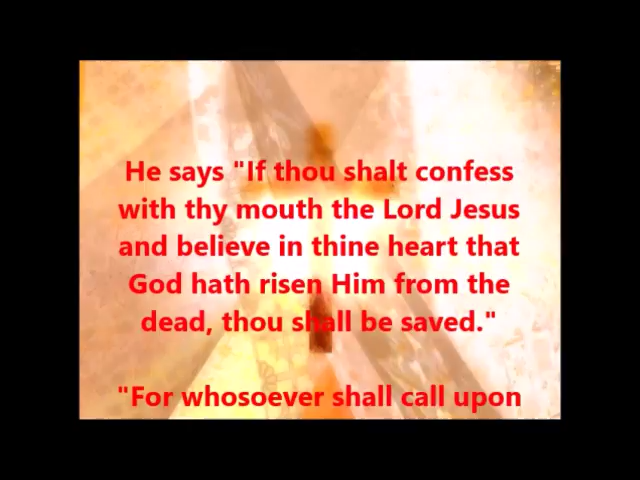 He says "If thou shalt confess
with thy mouth the Lord Jesus
and believe in thine heart that
God hath risen Him from the
dead, thou shall be saved."
"For whosoever shall call upon